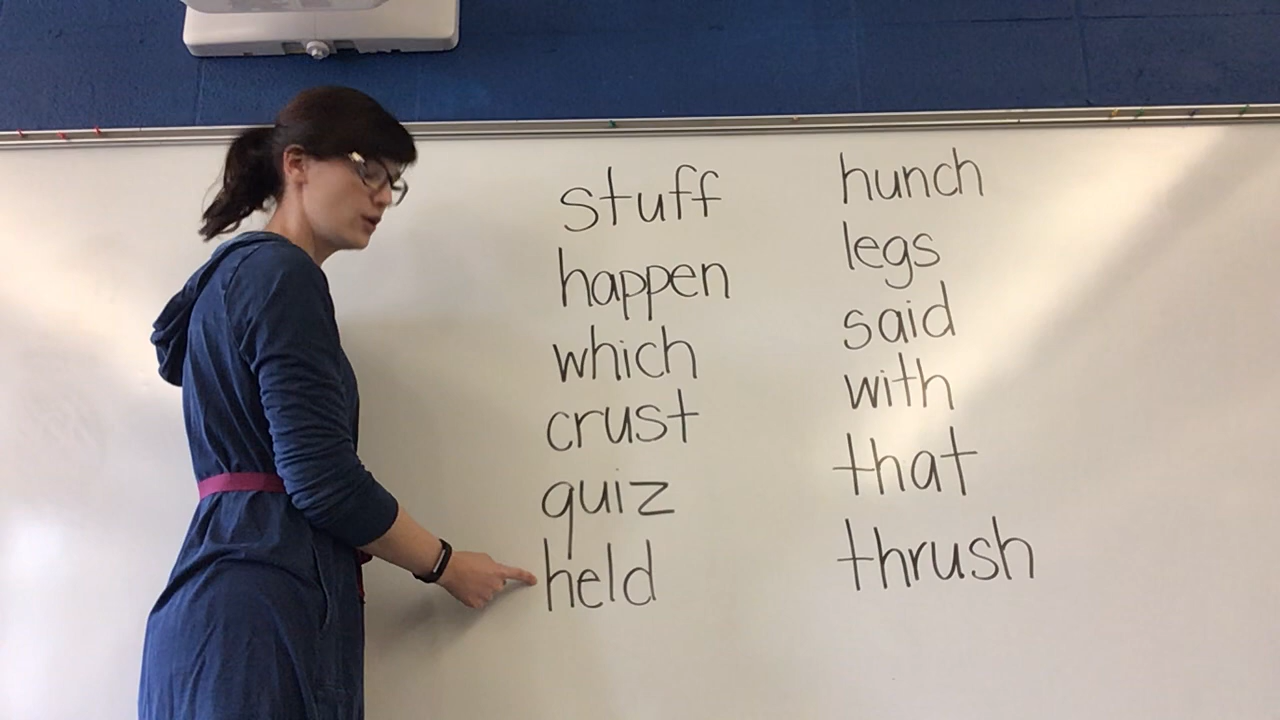 stuff
happen
which
crust
quiz
held
hunch
legs
said
with
that
thrush